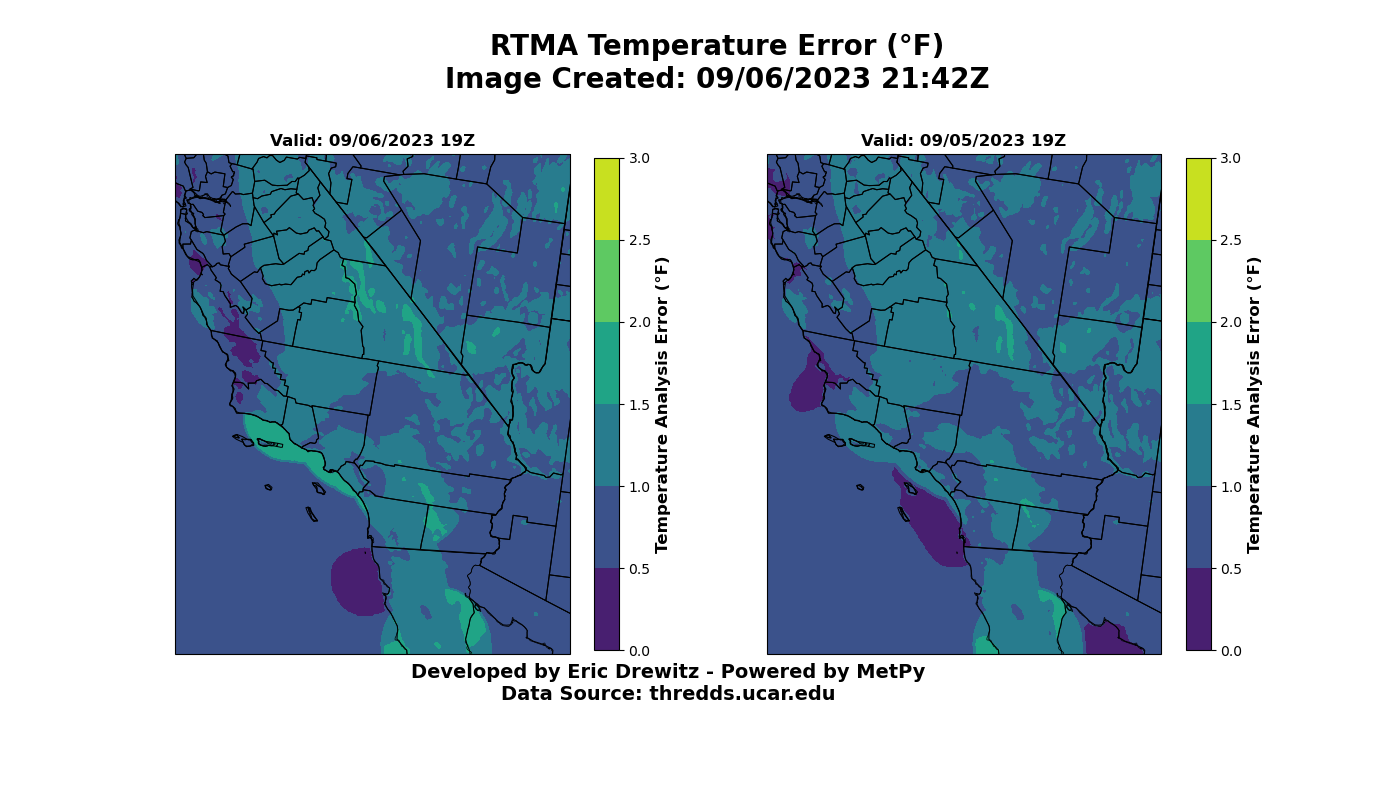 RTMA Temperature Error (°F)
Image Created: 09/06/2023 21:42Z
Valid: 09/06/2023 19Z
3.0
2.5
2.0
1.5
1.0
0.5
0.0
Temperature Analysis Error (°F)
Valid: 09/05/2023 19Z
3.0
2.5
2.0
1.5
1.0
0.5
0.0
Temperature Analysis Error (°F)
Developed by Eric Drewitz - Powered by MetPy
Data Source: thredds.ucar.edu